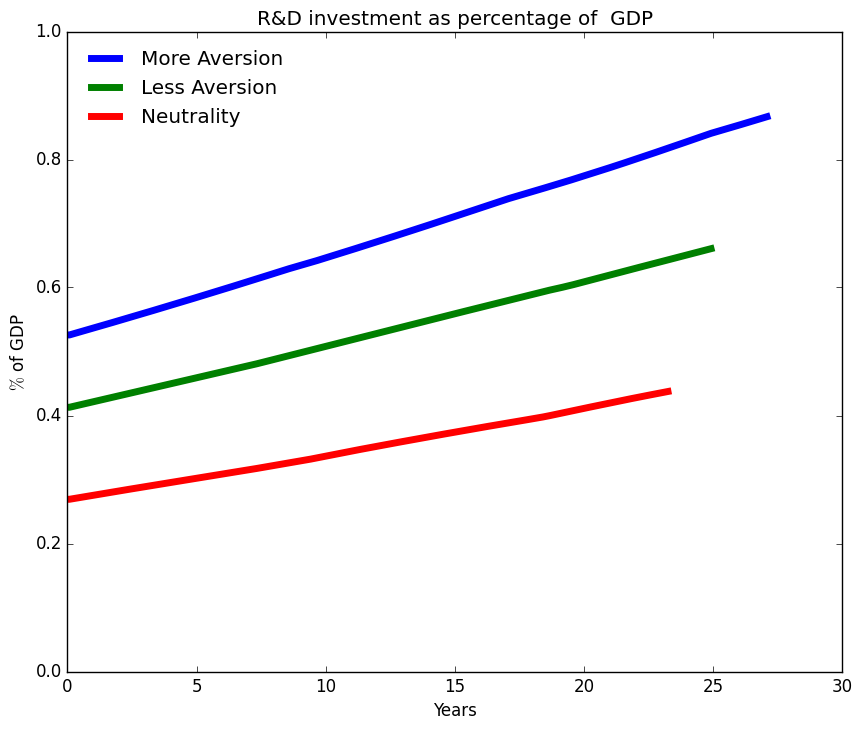 R&D investment as percentage of  GDP
1.0
More Aversion
Less Aversion
Neutrality
0.8
0.6
% of GDP
0.4
0.2
0.0
0 5 10 15 20 25 30
Years